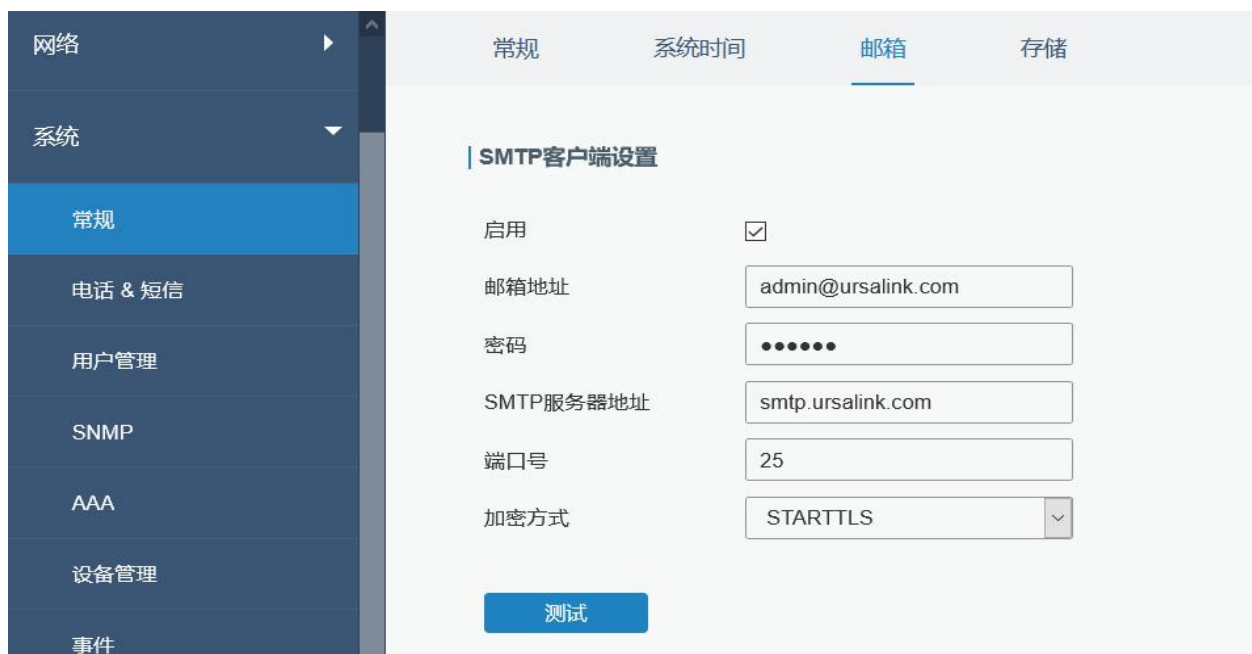 网络
系统
常规
电话 & 短信
用户管理
SNMP
AAA
设备管理
事件
常规 系统时间 邮箱 存储
SMTP客户端设置
启用
邮箱地址 admin@ursalink.com
密码 ●●●●●●
SMTP服务器地址 smtp.ursalink.com
端口号 25
加密方式 STARTTLS
测试